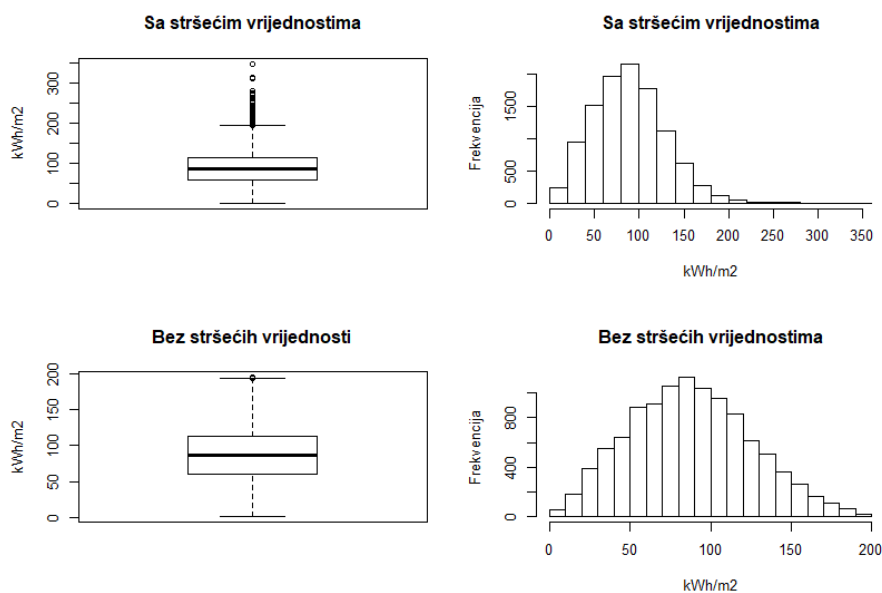 Sa stršećim vrijednostima
kWh/m2
0 100 200 300
Sa stršećim vrijednostima
Frekvencija
0 500 1500
0 50 100 150 200 250 300 350
kWh/m2
Bez stršećih vrijednosti
kWh/m2
0 50 100 150 200
Bez stršećih vrijednostima
Frekvencija
0 400 800
0 50 100 150 200
kWh/m2